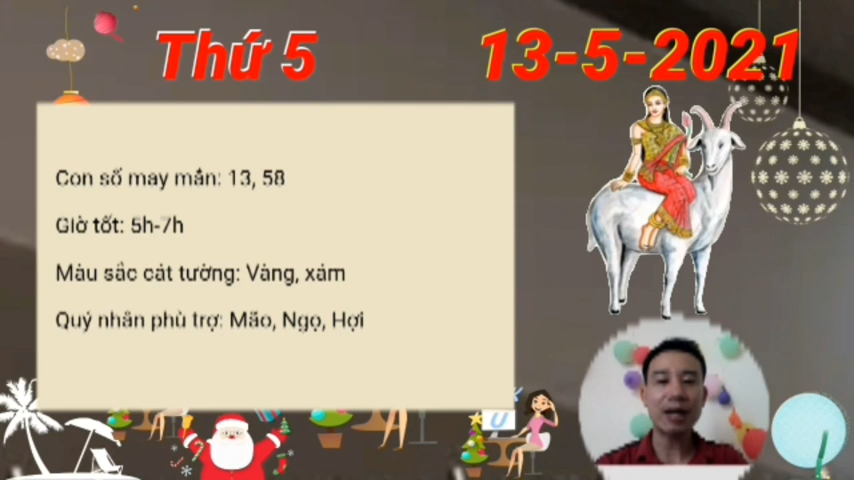 Thứ 5
13-5-2021
Con số may mắn: 13, 58
Giờ tốt: 5h-7h
Màu sắc cát tường: Vàng, xám
Quý nhân phù trợ: Mão, Ngọ, Hợi
U